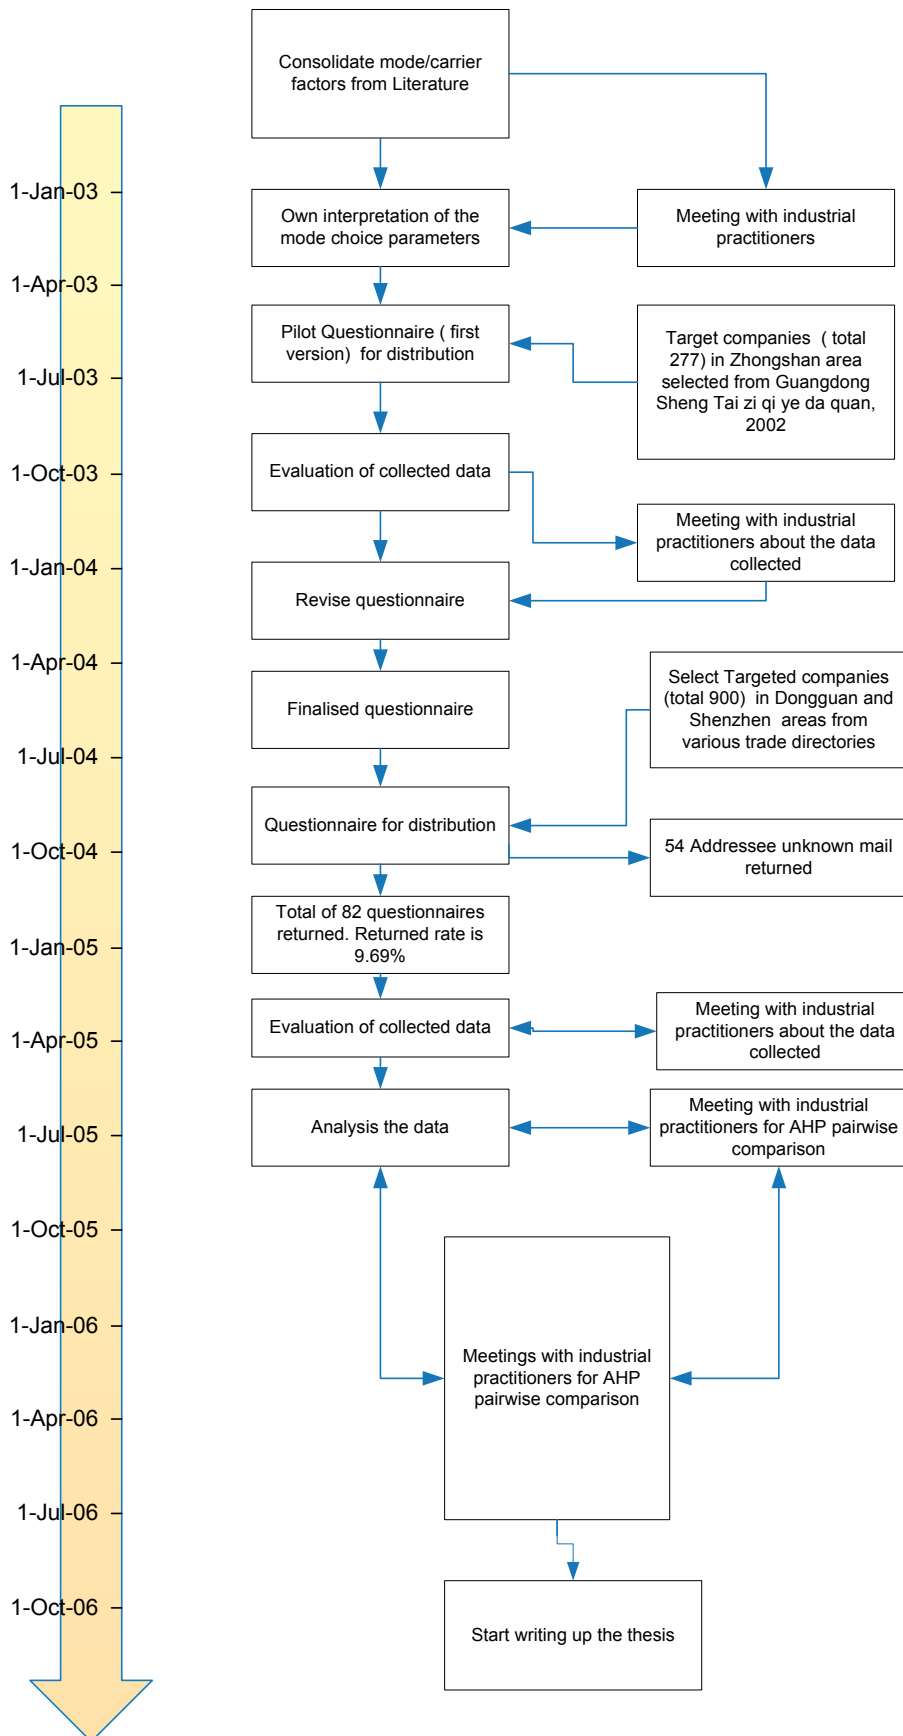 Consolidate mode/carrier
factors from Literature
1-Jan-03
Own interpretation of the
mode choice parameters
Meeting with industrial
practitioners
1-Apr-03
Pilot Questionnaire ( first
version)  for distribution
Target companies  ( total
277) in Zhongshan area
selected from Guangdong
Sheng Tai zi qi ye da quan,
2002
1-Jul-03
Evaluation of collected data
1-Oct-03
Meeting with industrial
practitioners about the data
collected
1-Jan-04
Revise questionnaire
1-Apr-04
Select Targeted companies
(total 900)  in Dongguan and
Shenzhen  areas from
various trade directories
Finalised questionnaire
1-Jul-04
Questionnaire for distribution
1-Oct-04
54 Addressee unknown mail
returned
Total of 82 questionnaires
returned. Returned rate is
9.69%
1-Jan-05
Evaluation of collected data
Meeting with industrial
practitioners about the data
collected
1-Apr-05
Analysis the data
Meeting with industrial
practitioners for AHP pairwise
comparison
1-Jul-05
1-Oct-05
1-Jan-06
Meetings with industrial
practitioners for AHP
pairwise comparison
1-Apr-06
1-Jul-06
1-Oct-06
Start writing up the thesis